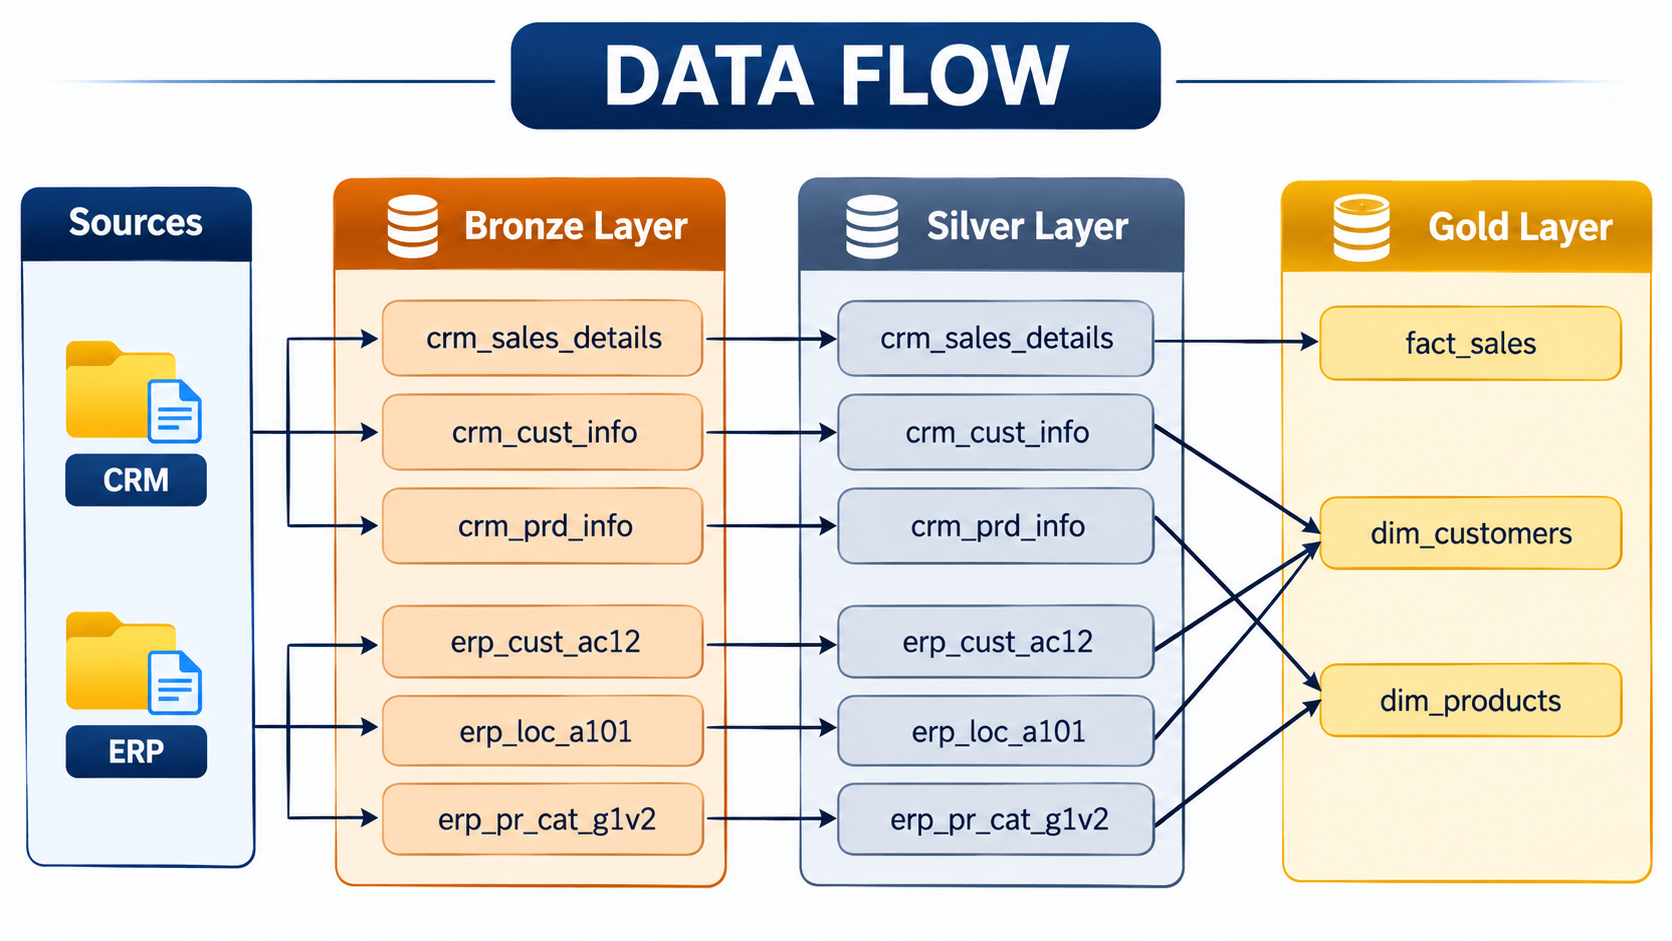 DATA FLOW
Sources
CRM
ERP
Bronze Layer
crm_sales_details
crm_cust_info
crm_prd_info
erp_cust_ac12
erp_loc_a101
erp_pr_cat_g1v2
Silver Layer
crm_sales_details
crm_cust_info
crm_prd_info
erp_cust_ac12
erp_loc_a101
erp_pr_cat_g1v2
Gold Layer
fact_sales
dim_customers
dim_products